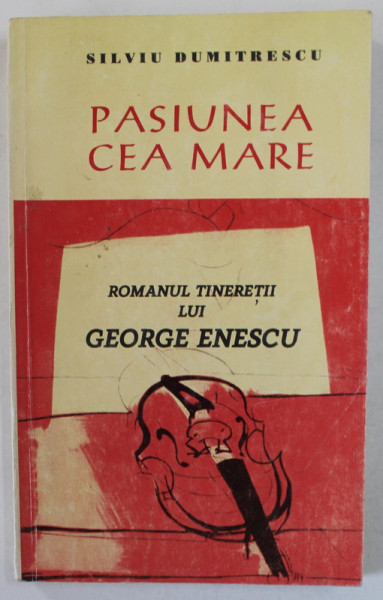 SILVIU DUMITRESCU
PASIUNEA
CEA MARE
ROMANUL TINEREȚII
LUI
GEORGE ENESCU